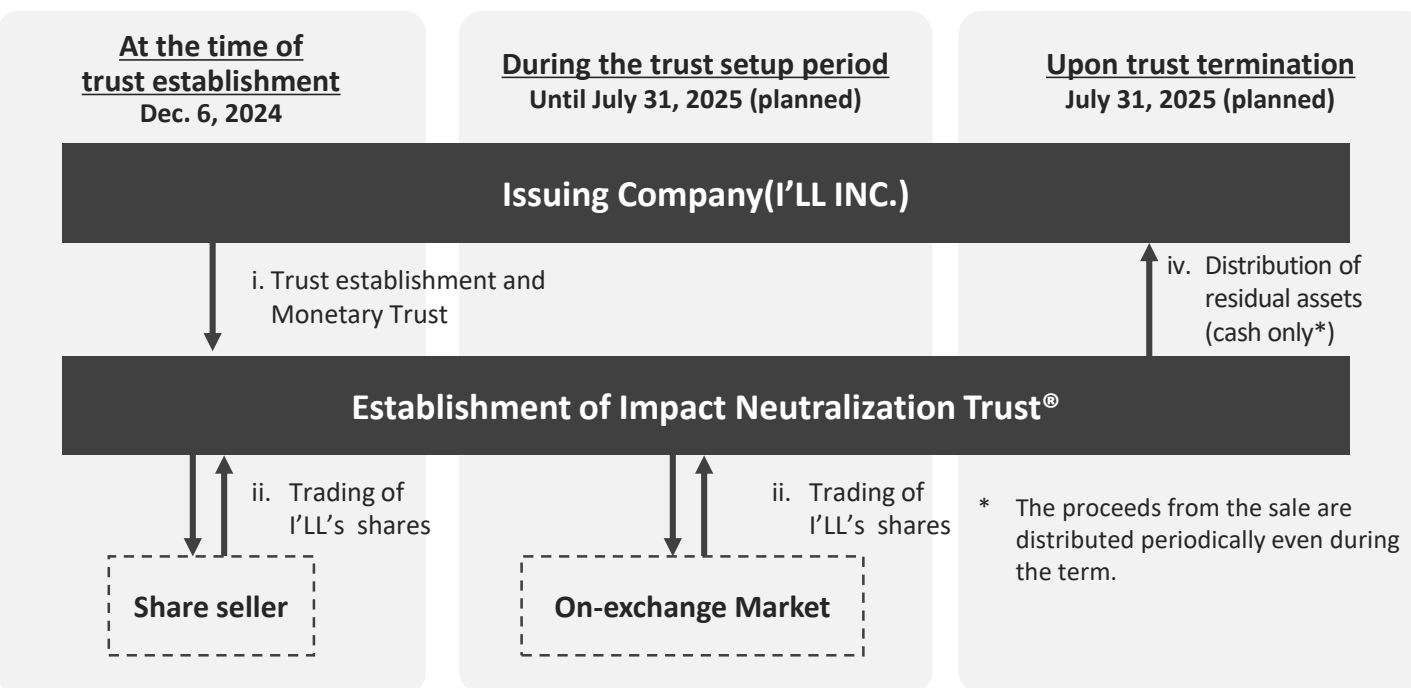 At the time of
trust establishment
Dec. 6, 2024
During the trust setup period
Until July 31, 2025 (planned)
Upon trust termination
July 31, 2025 (planned)
Issuing Company(I’LL INC.)
i. Trust establishment and
Monetary Trust
iv. Distribution of
residual assets
(cash only*)
Establishment of Impact Neutralization Trust®
ii. Trading of
I’LL’s shares
ii. Trading of
I’LL’s shares
* The proceeds from the sale are
distributed periodically even during
the term.
Share seller
On-exchange Market